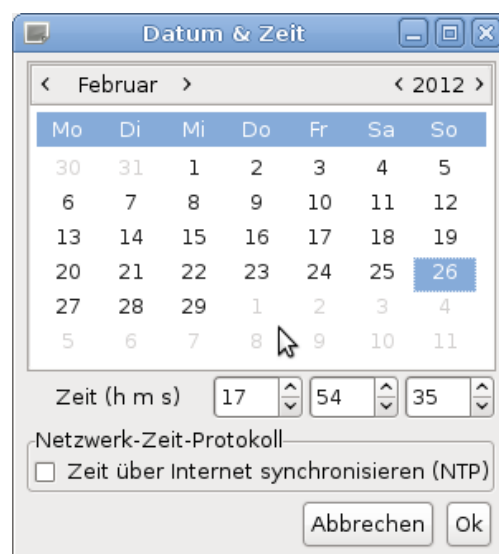 Datum & Zeit
< Februar > < 2012 >
Mo Di Mi Do Fr Sa So
30 31 1 2 3 4 5
6 7 8 9 10 11 12
13 14 15 16 17 18 19
20 21 22 23 24 25 26
27 28 29 1 2 3 4
5 6 7 8 9 10 11
Zeit (h m s) 17 54 35
Netzwerk-Zeit-Protokoll
Zeit über Internet synchronisieren (NTP)
Abbrechen Ok